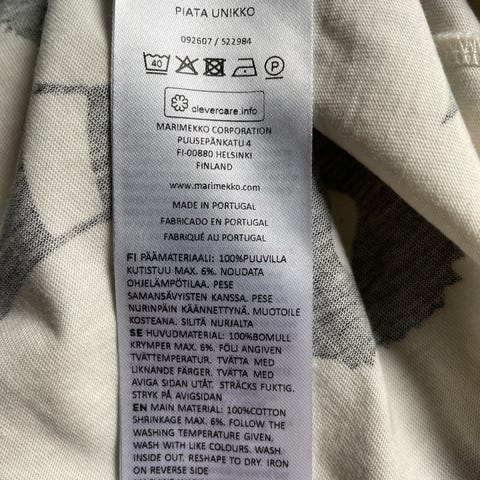 PIATA UNIKKO
092607 / 522984
40
P
clevercare.info
MARIMEKKO CORPORATION
PUUSEPÄNKATU 4
FI-00880 HELSINKI
FINLAND
www.marimekko.com
MADE IN PORTUGAL
FABRICADO EN PORTUGAL
FABRIQUÉ AU PORTUGAL
FI PÄÄMATERIAALI: 100%PUUVILLA
KUTISTUU MAX. 6%. NOUDATA
OHJELÄMPÖTILAA. PESE
SAMANSÄVYISTEN KANSSA. PESE
NURINPÄIN KÄÄNNETTYNÄ. MUOTOILE
KOSTEANA. SILITÄ NURJALTA
SE HUVUDMATERIAL: 100%BOMULL
KRYMPER MAX. 6%. FÖLJ ANGIVEN
TVÄTTEMPERATUR. TVÄTTA MED
LIKNANDE FÄRGER. TVÄTTA MED
AVIGA SIDAN UTÅT. STRÄCKS FUKTIG.
STRYK PÅ AVIGSIDAN
EN MAIN MATERIAL: 100%COTTON
SHRINKAGE MAX. 6%. FOLLOW THE
WASHING TEMPERATURE GIVEN.
WASH WITH LIKE COLOURS. WASH
INSIDE OUT. RESHAPE TO DRY. IRON
ON REVERSE SIDE